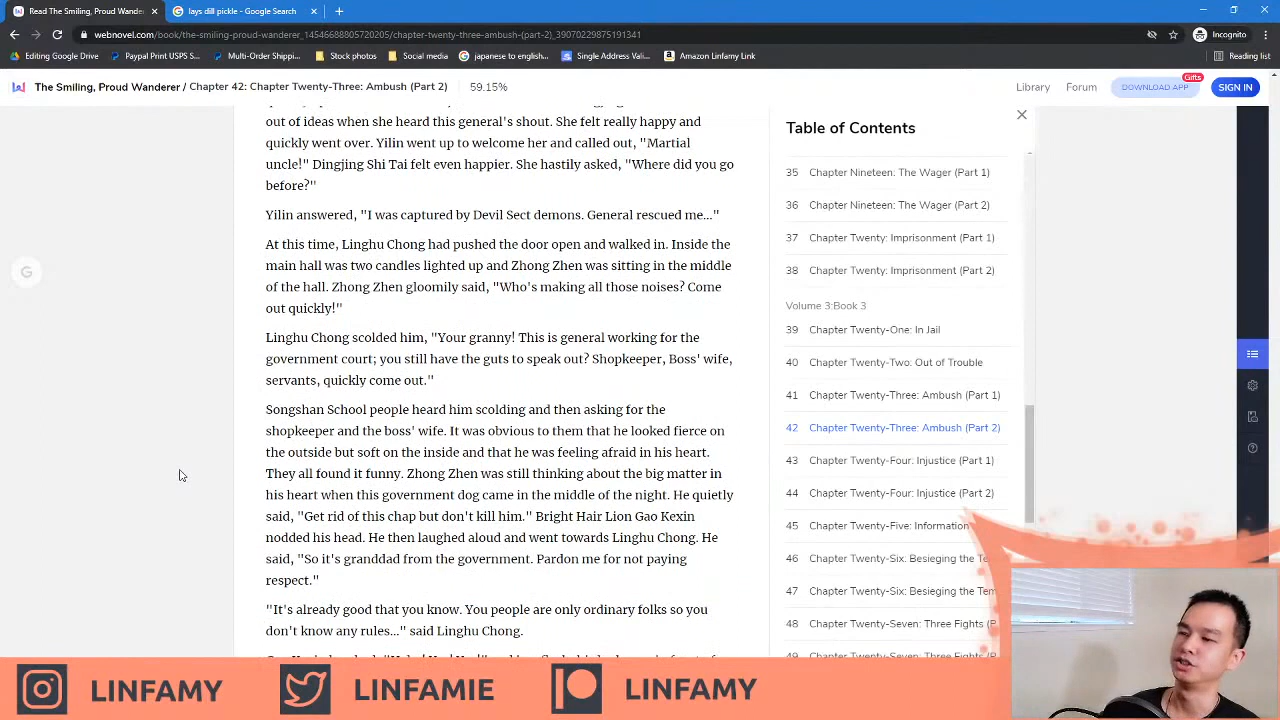 Read The Smiling, Proud Wande
lays dill pickle - Google Search
webnovel.com/book/the-smiling-proud-wanderer_14546688805720205/chapter-twenty-three-ambush-(part-2)_39070229875191341
Incognito
Editing Drive
Paypal Print USPS S...
Multi-Order Shippi...
Stock photos
Social media
japanese to english...
Single Address Vali...
Amazon Linfamy Link
Reading list
The Smiling, Proud Wanderer / Chapter 42: Chapter Twenty-Three: Ambush (Part 2)
59.15%
Library
Forum
DOWNLOAD APP
Gifts
SIGN IN
out of ideas when she heard this general's shout. She felt really happy and
quickly went over. Yilin went up to welcome her and called out, "Martial
uncle!" Dingjing Shi Tai felt even happier. She hastily asked, "Where did you go
before?"
Yilin answered, "I was captured by Devil Sect demons. General rescued me..."
At this time, Linghu Chong had pushed the door open and walked in. Inside the
main hall was two candles lighted up and Zhong Zhen was sitting in the middle
of the hall. Zhong Zhen gloomily said, "Who's making all those noises? Come
out quickly!"
Linghu Chong scolded him, "Your granny! This is general working for the
government court; you still have the guts to speak out? Shopkeeper, Boss' wife,
servants, quickly come out."
Songshan School people heard him scolding and then asking for the
shopkeeper and the boss' wife. It was obvious to them that he looked fierce on
the outside but soft on the inside and that he was feeling afraid in his heart.
They all found it funny. Zhong Zhen was still thinking about the big matter in
his heart when this government dog came in the middle of the night. He quietly
said, "Get rid of this chap but don't kill him." Bright Hair Lion Gao Kexin
nodded his head. He then laughed aloud and went towards Linghu Chong. He
said, "So it's granddad from the government. Pardon me for not paying
respect."
"It's already good that you know. You people are only ordinary folks so you
don't know any rules..." said Linghu Chong.
Table of Contents
35 Chapter Nineteen: The Wager (Part 1)
36 Chapter Nineteen: The Wager (Part 2)
37 Chapter Twenty: Imprisonment (Part 1)
38 Chapter Twenty: Imprisonment (Part 2)
Volume 3:Book 3
39 Chapter Twenty-One: In Jail
40 Chapter Twenty-Two: Out of Trouble
41 Chapter Twenty-Three: Ambush (Part 1)
42 Chapter Twenty-Three: Ambush (Part 2)
43 Chapter Twenty-Four: Injustice (Part 1)
44 Chapter Twenty-Four: Injustice (Part 2)
45 Chapter Twenty-Five: Information
46 Chapter Twenty-Six: Besieging the Te
47 Chapter Twenty-Six: Besieging the Tem
48 Chapter Twenty-Seven: Three Fights (P
49 Chapter Twenty-Seven: Three Fights (P
LINFAMY
LINFAMIE
LINFAMY